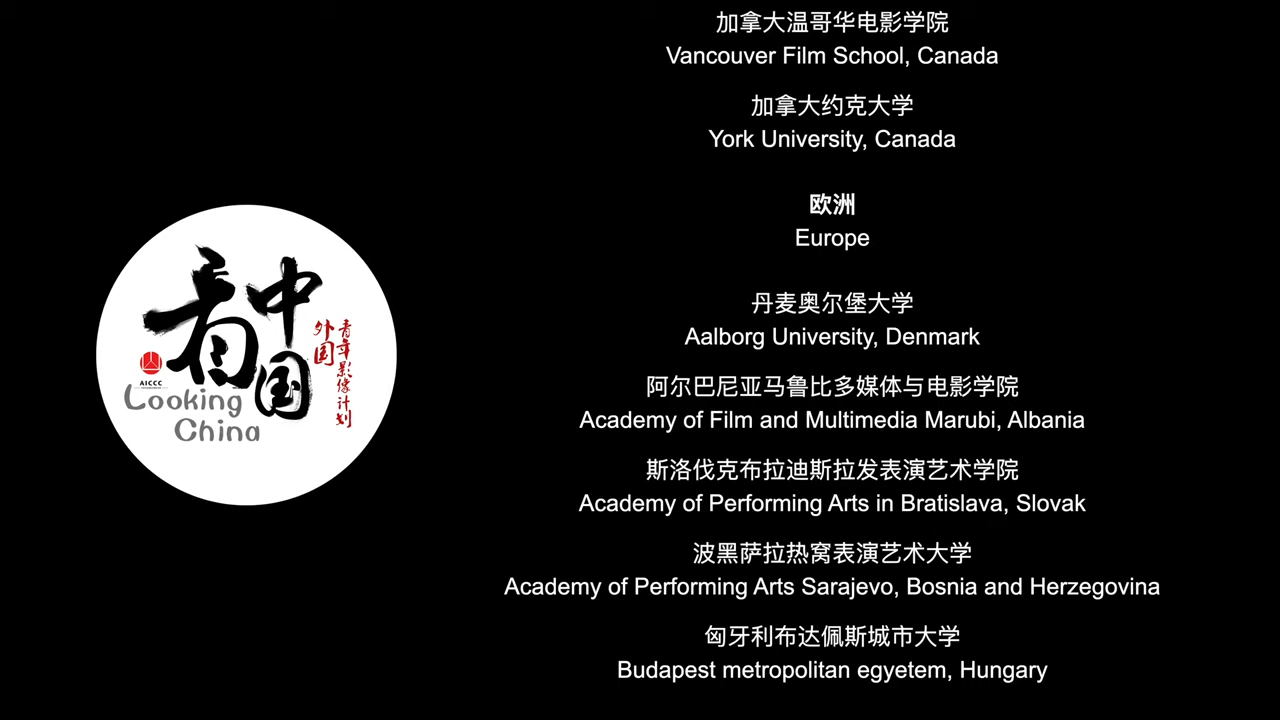 加拿大温哥华电影学院
Vancouver Film School, Canada
加拿大约克大学
York University, Canada
欧洲
Europe
丹麦奥尔堡大学
Aalborg University, Denmark
阿尔巴尼亚马鲁比多媒体与电影学院
Academy of Film and Multimedia Marubi, Albania
斯洛伐克布拉迪斯拉发表演艺术学院
Academy of Performing Arts in Bratislava, Slovak
波黑萨拉热窝表演艺术大学
Academy of Performing Arts Sarajevo, Bosnia and Herzegovina
匈牙利布达佩斯城市大学
Budapest metropolitan egyetem, Hungary
看中国
外国
青年影像计划
AICCC
Looking
China